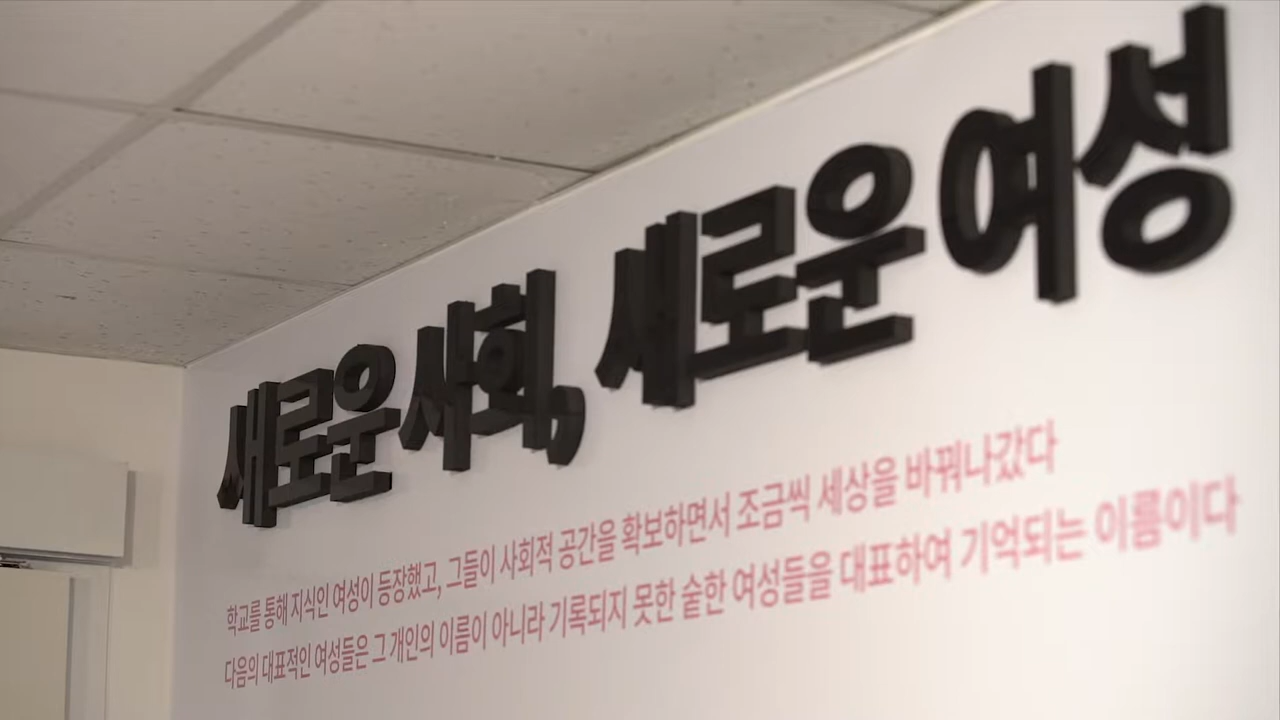 새로운 사회, 새로운 여성
학교를 통해 지식인 여성이 등장했고, 그들이 사회적 공간을 확보하면서 조금씩 세상을 바꿔나갔다
다음의 대표적인 여성들은 그 개인의 이름이 아니라 기록되지 못한 숱한 여성들을 대표하여 기억되는 이름이다